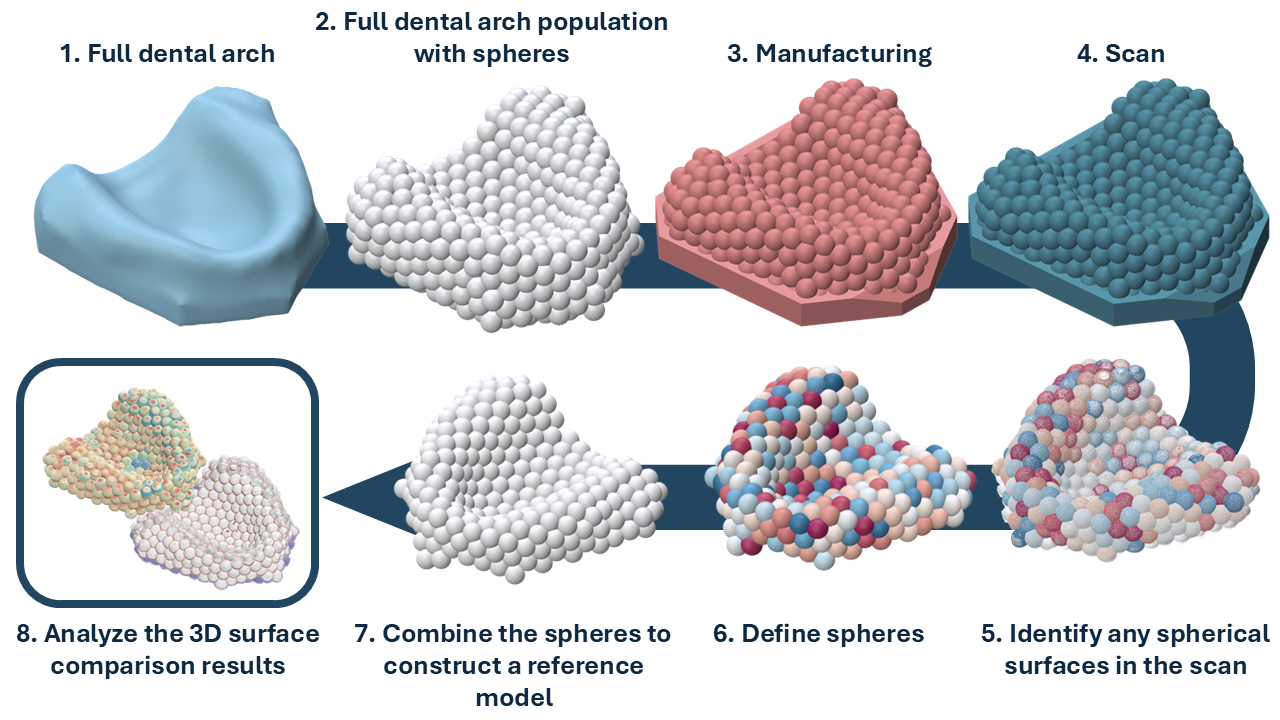 1. Full dental arch
2. Full dental arch population
with spheres
3. Manufacturing
4. Scan
8. Analyze the 3D surface
comparison results
7. Combine the spheres to
construct a reference
model
6. Define spheres
5. Identify any spherical
surfaces in the scan